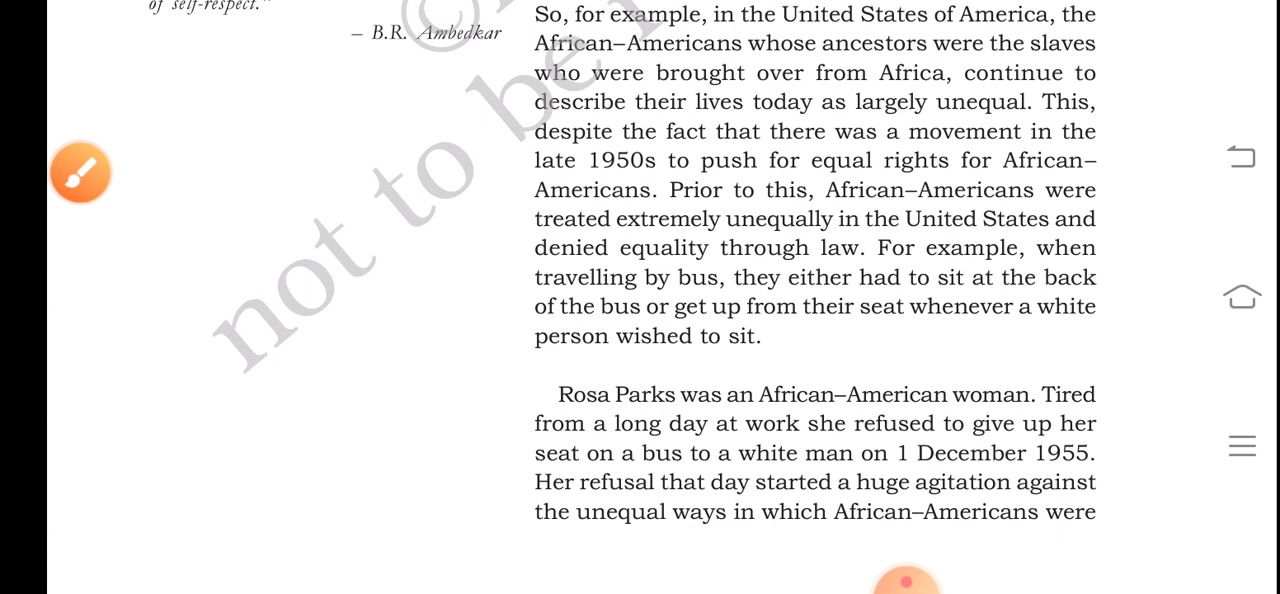 of self-respect.”
– B.R. Ambedkar
So, for example, in the United States of America, the
African–Americans whose ancestors were the slaves
who were brought over from Africa, continue to
describe their lives today as largely unequal. This,
despite the fact that there was a movement in the
late 1950s to push for equal rights for African–
Americans. Prior to this, African–Americans were
treated extremely unequally in the United States and
denied equality through law. For example, when
travelling by bus, they either had to sit at the back
of the bus or get up from their seat whenever a white
person wished to sit.
Rosa Parks was an African–American woman. Tired
from a long day at work she refused to give up her
seat on a bus to a white man on 1 December 1955.
Her refusal that day started a huge agitation against
the unequal ways in which African–Americans were
©
not to be